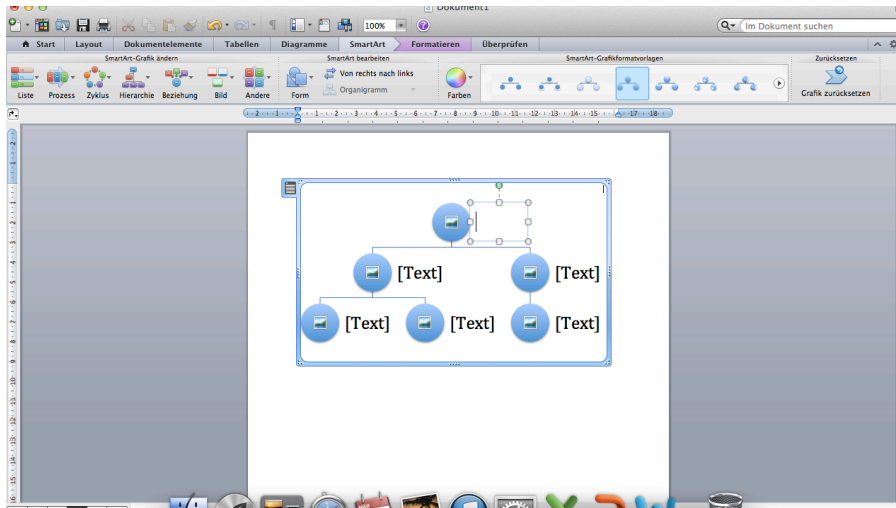 Dokument1
100%
Im Dokument suchen
Start Layout Dokumentelemente Tabellen Diagramme SmartArt Formatieren Überprüfen
SmartArt-Grafik ändern SmartArt bearbeiten SmartArt-Grafikformatvorlagen Zurücksetzen
Von rechts nach links
Organigramm
Liste Prozess Zyklus Hierarchie Beziehung Bild Andere Form Farben Grafik zurücksetzen
[Text] [Text]
[Text] [Text] [Text]